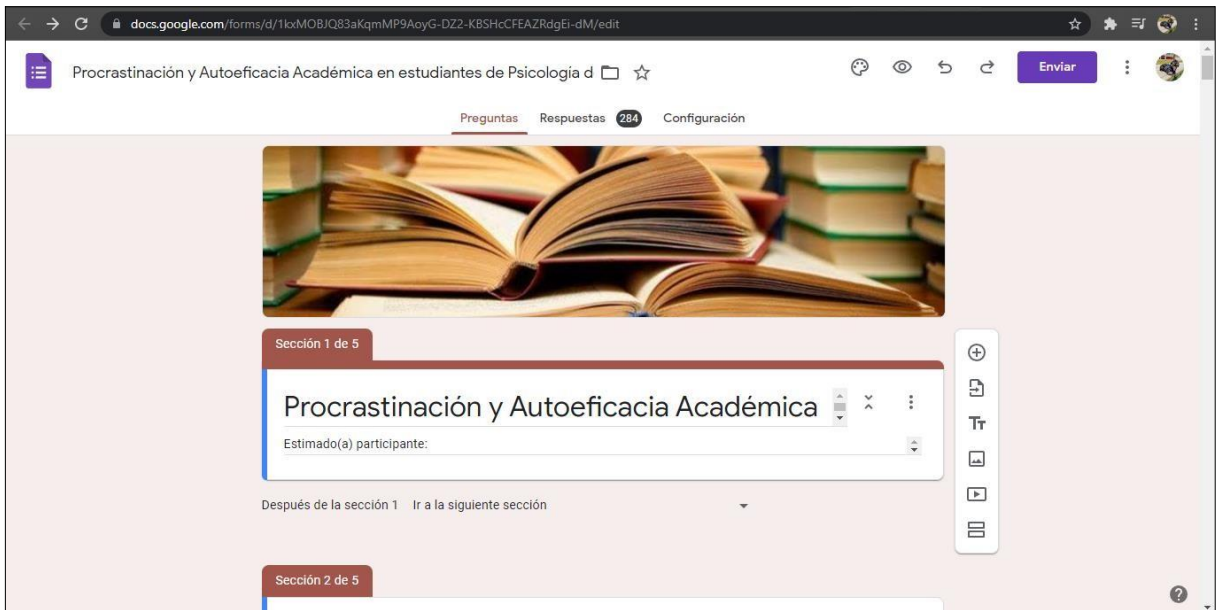 docs.google.com/forms/d/1kxMOBJQ83aKqmMP9AoyG-DZ2-KBSHcCFEAZRdgEi-dM/edit
Procrastinación y Autoeficacia Académica en estudiantes de Psicología d
Enviar
Preguntas Respuestas 284 Configuración
Sección 1 de 5
Procrastinación y Autoeficacia Académica
Estimado(a) participante:
Tт
Después de la sección 1 Ir a la siguiente sección
Sección 2 de 5